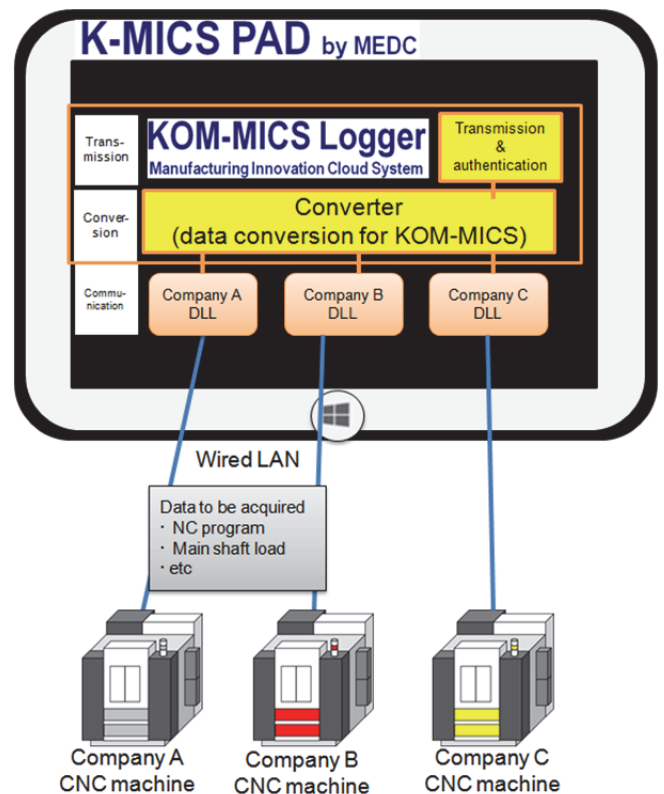 K-MICS PAD by MEDC
Trans-
mission
KOM-MICS Logger
Manufacturing Innovation Cloud System
Transmission
&
authentication
Conver-
sion
Converter
(data conversion for KOM-MICS)
Commu-
nication
Company A
DLL
Company B
DLL
Company C
DLL
Wired LAN
Data to be acquired
・ NC program
・ Main shaft load
・ etc
Company A
CNC machine
Company B
CNC machine
Company C
CNC machine